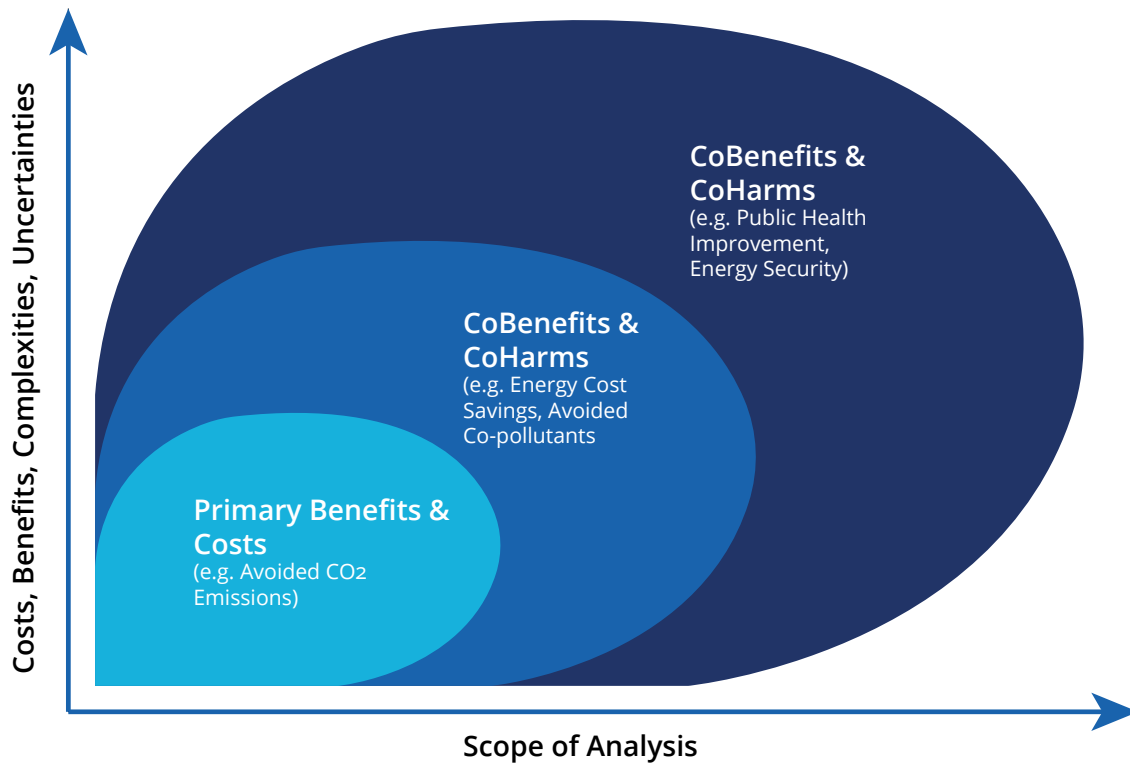 Costs, Benefits, Complexities, Uncertainties
CoBenefits &
CoHarms
(e.g. Public Health
Improvement,
Energy Security)
CoBenefits &
CoHarms
(e.g. Energy Cost
Savings, Avoided
Co-pollutants
Primary Benefits &
Costs
(e.g. Avoided CO2
Emissions)
Scope of Analysis